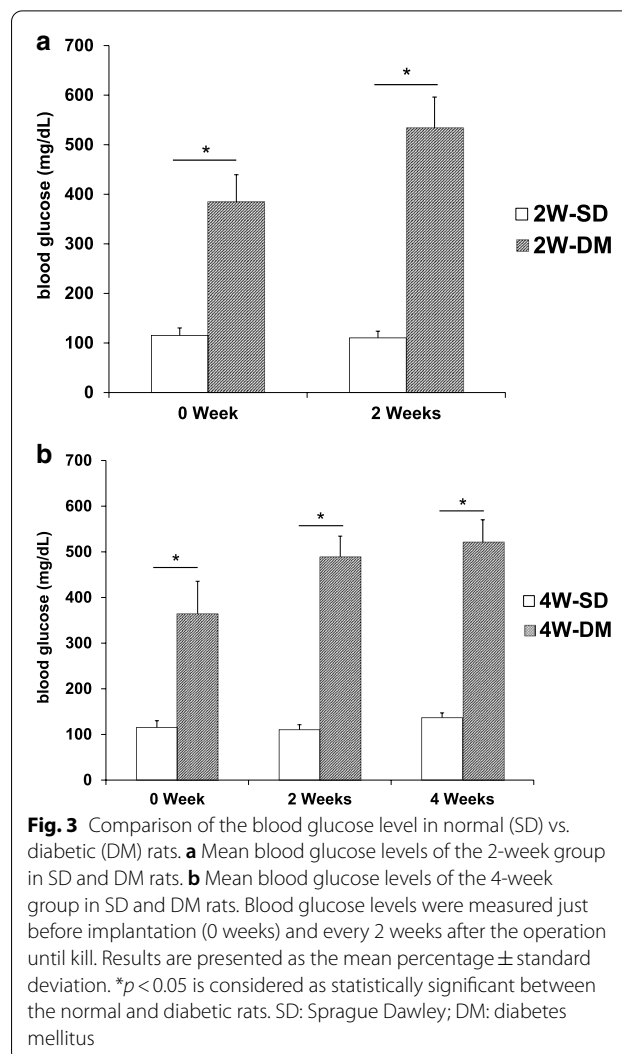 a
700
*
600
500
*
400
300
200
100
0
blood glucose (mg/dL)
0 Week 2 Weeks
2W-SD
2W-DM
b
700
600
*
*
500
*
400
300
200
100
0
blood glucose (mg/dL)
0 Week 2 Weeks 4 Weeks
4W-SD
4W-DM
Fig. 3 Comparison of the blood glucose level in normal (SD) vs.
diabetic (DM) rats. a Mean blood glucose levels of the 2-week group
in SD and DM rats. b Mean blood glucose levels of the 4-week
group in SD and DM rats. Blood glucose levels were measured just
before implantation (0 weeks) and every 2 weeks after the operation
until kill. Results are presented as the mean percentage ± standard
deviation. *p < 0.05 is considered as statistically significant between
the normal and diabetic rats. SD: Sprague Dawley; DM: diabetes
mellitus